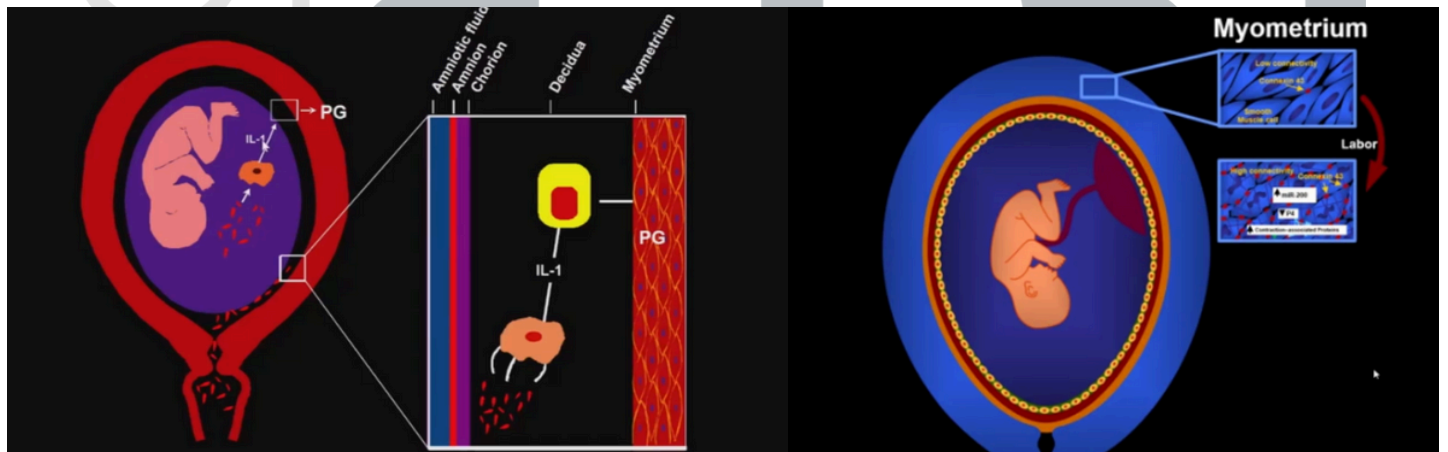 Amniotic fluid
Amnion
Chorion
Decidua
Myometrium
PG
IL-1
IL-1
PG
Myometrium
Low connectivity
Connexin 43
Smooth
Muscle cell
Labor
High connectivity
Connexin 43
miR-200
P4
Contraction-associated Proteins